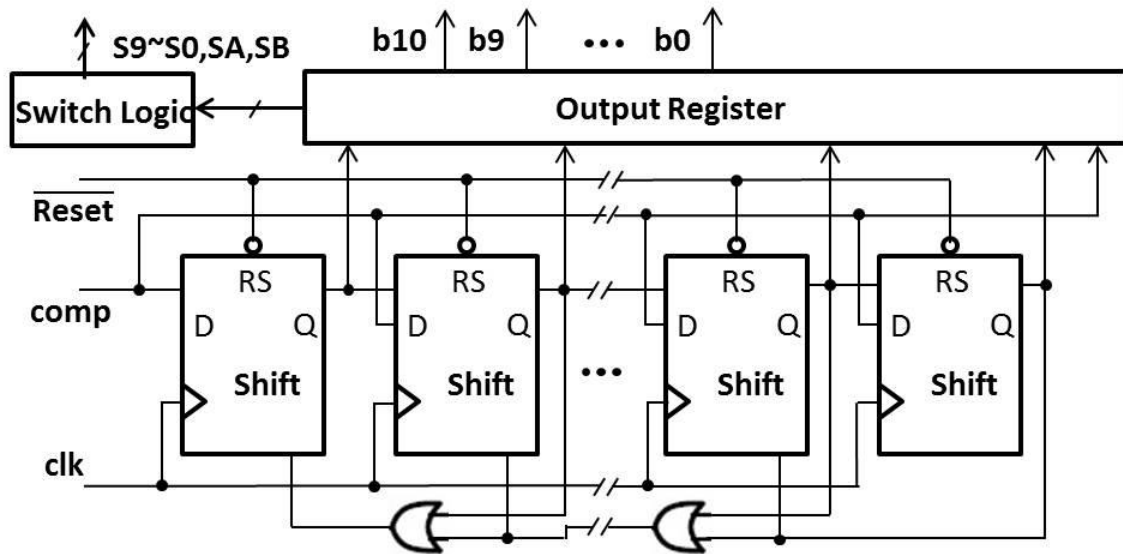 S9~S0,SA,SB
b10 b9 ••• b0
Switch Logic
Output Register
Reset
RS RS RS RS
comp
D Q D Q D Q D Q
Shift Shift ••• Shift Shift
clk